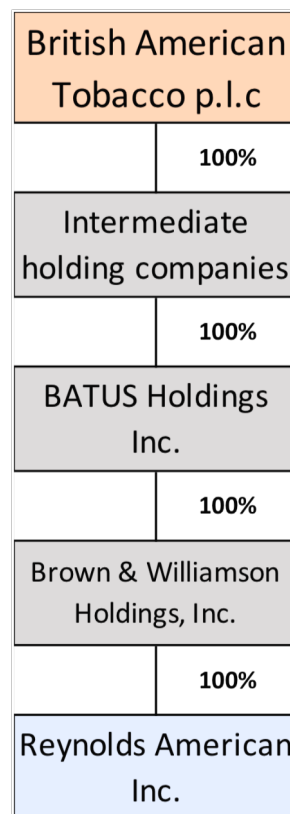 British American
Tobacco p.l.c
100%
Intermediate
holding companies
100%
BATUS Holdings
Inc.
100%
Brown & Williamson
Holdings, Inc.
100%
Reynolds American
Inc.